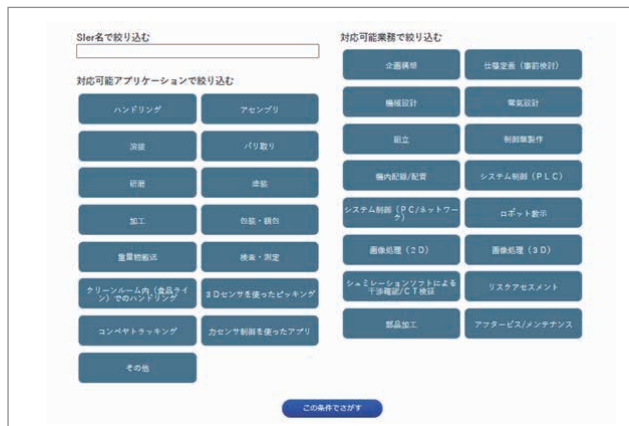 SIer名で絞り込む
対応可能アプリケーションで絞り込む
ハンドリング
アセンブリ
溶接
バリ取り
研磨
塗装
加工
包装・梱包
重量物搬送
検査・測定
クリーンルーム内（食品ライ
ン）でのハンドリング
3Dセンサを使ったピッキング
コンベヤトラッキング
力センサ制御を使ったアプリ
その他
対応可能業務で絞り込む
企画構想
仕様定義（事前検討）
機械設計
電気設計
組立
制御盤製作
機内配線/配管
システム制御（PLC）
システム制御（PC/ネットワー
ク）
ロボット教示
画像処理（2D）
画像処理（3D）
シュミレーションソフトによる
干渉確認/CT検証
リスクアセスメント
部品加工
アフタービス/メンテナンス
この条件でさがす